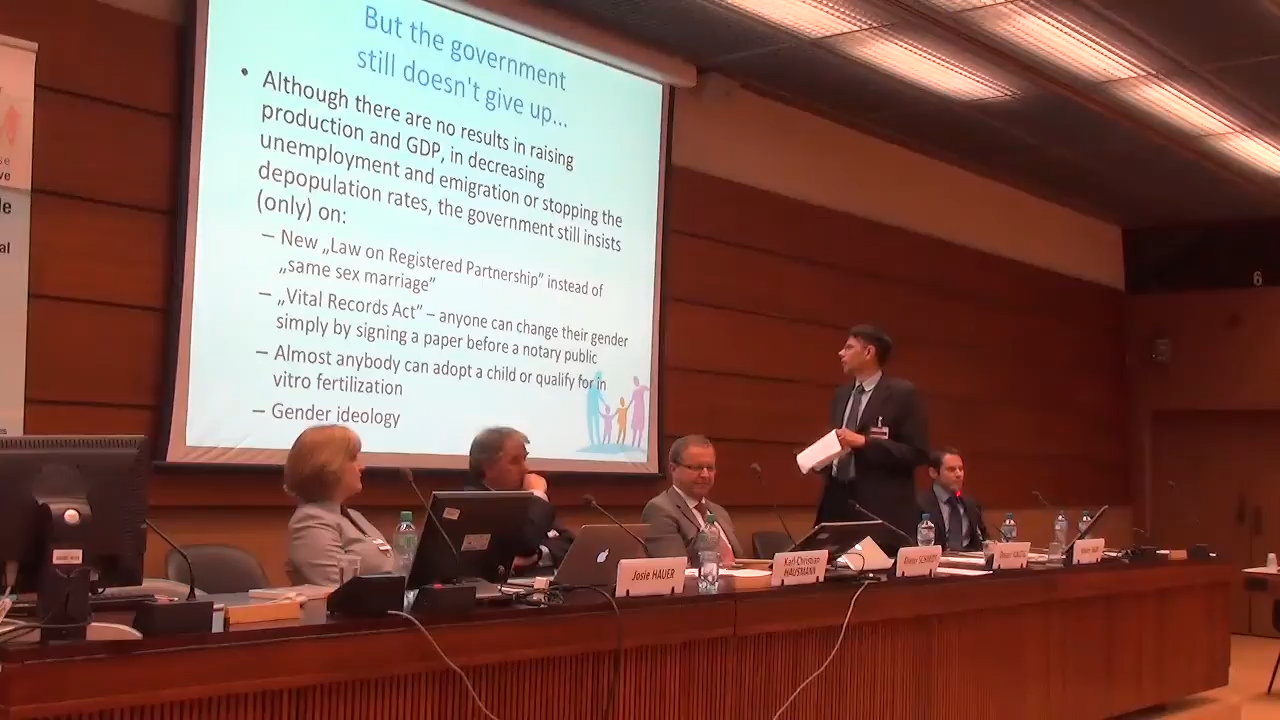 But the government
still doesn't give up...
• Although there are no results in raising
production and GDP, in decreasing
unemployment and emigration or stopping the
depopulation rates, the government still insists
(only) on:
– New „Law on Registered Partnership" instead of
„same sex marriage"
– „Vital Records Act" – anyone can change their gender
simply by signing a paper before a notary public
– Almost anybody can adopt a child or qualify for in
vitro fertilization
– Gender ideology
Josie HAUER
Karl-Christian
HAUSMANN
6